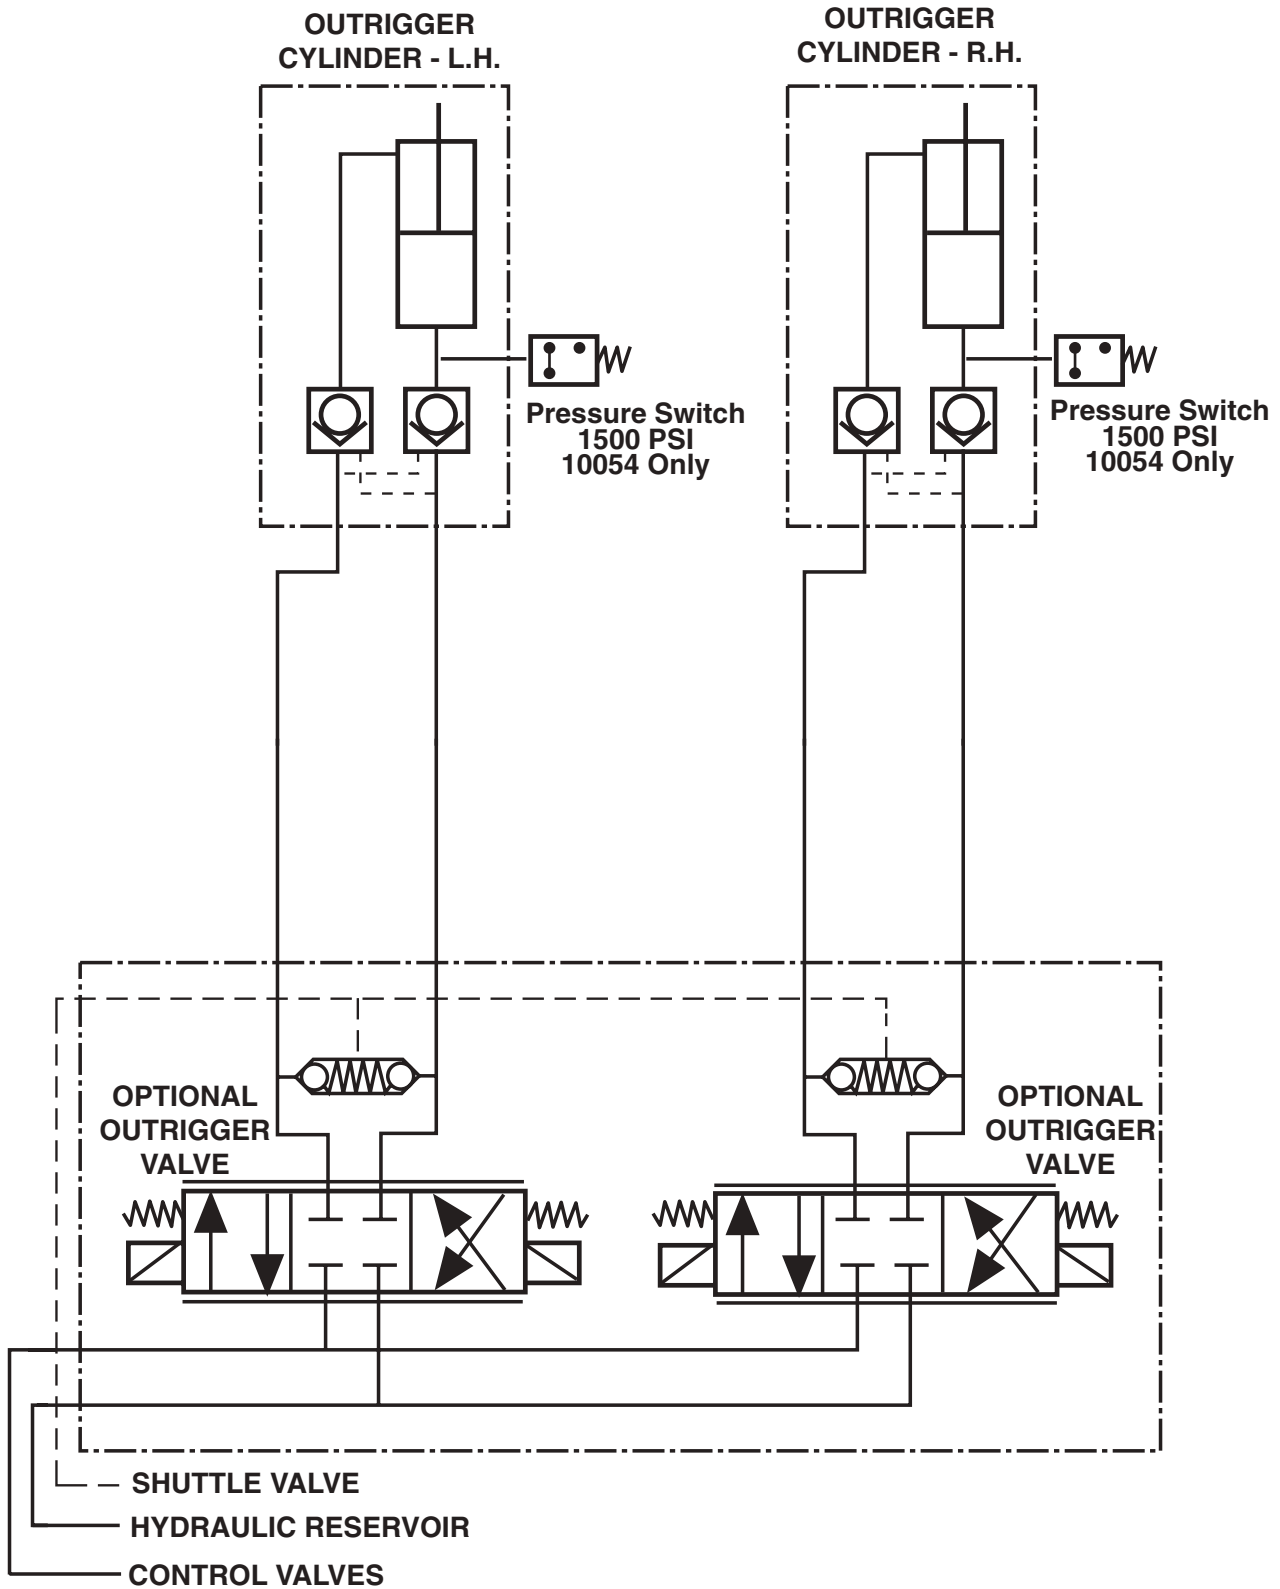 OUTRIGGER
CYLINDER - L.H.
OUTRIGGER
CYLINDER - R.H.
Pressure Switch
1500 PSI
10054 Only
Pressure Switch
1500 PSI
10054 Only
OPTIONAL
OUTRIGGER
VALVE
OPTIONAL
OUTRIGGER
VALVE
SHUTTLE VALVE
HYDRAULIC RESERVOIR
CONTROL VALVES